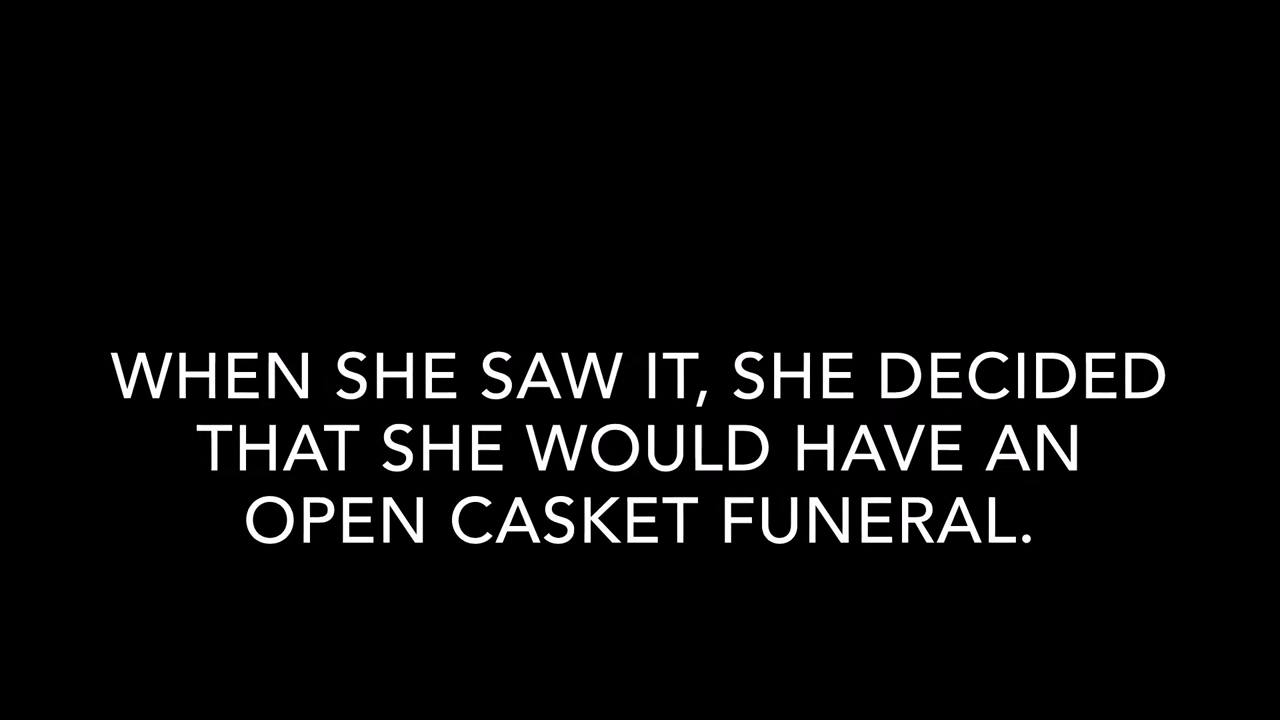 WHEN SHE SAW IT, SHE DECIDED
THAT SHE WOULD HAVE AN
OPEN CASKET FUNERAL.